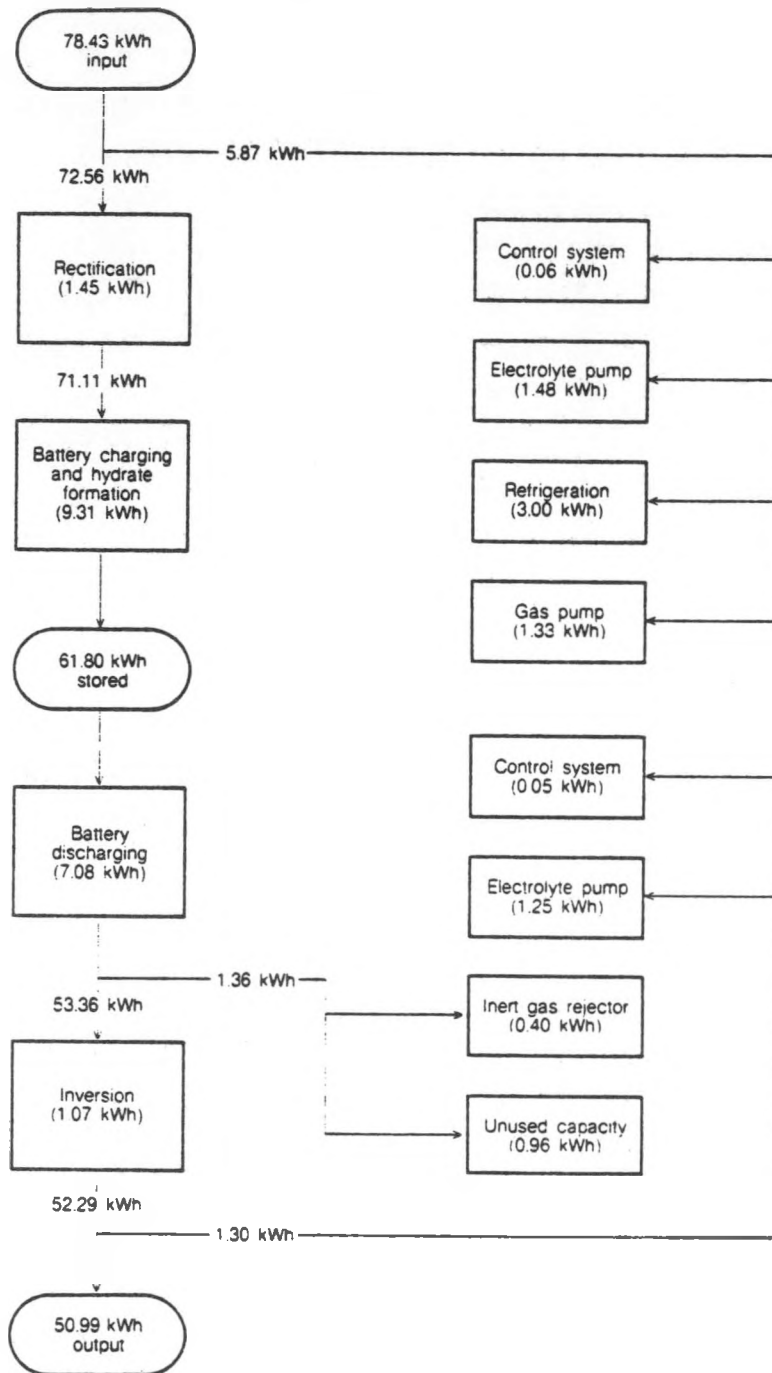 78.43 kWh
input
5.87 kWh
72.56 kWh
Rectification
(1.45 kWh)
Control system
(0.06 kWh)
71.11 kWh
Electrolyte pump
(1.48 kWh)
Battery charging
and hydrate
formation
(9.31 kWh)
Refrigeration
(3.00 kWh)
Gas pump
(1.33 kWh)
61.80 kWh
stored
Control system
(0.05 kWh)
Battery
discharging
(7.08 kWh)
Electrolyte pump
(1.25 kWh)
1.36 kWh
53.36 kWh
Inert gas rejector
(0.40 kWh)
Inversion
(1.07 kWh)
Unused capacity
(0.96 kWh)
52.29 kWh
1.30 kWh
50.99 kWh
output